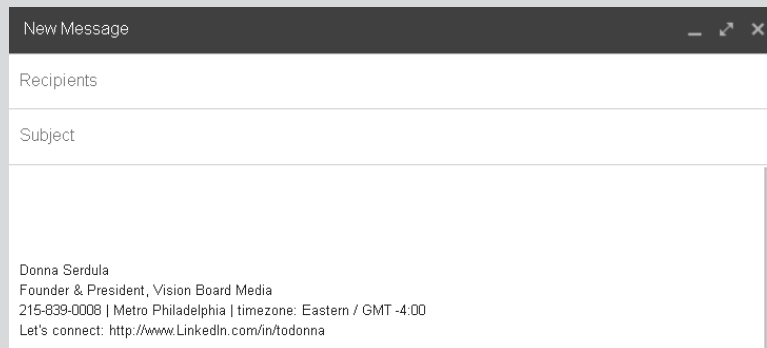 New Message
Recipients
Subject
Donna Serdula
Founder & President, Vision Board Media
215-839-0008 | Metro Philadelphia | timezone: Eastern / GMT -4:00
Let's connect: http://www.LinkedIn.com/in/todonna